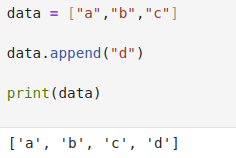 data = ["a","b","c"]
data.append("d")
print(data)
['a', 'b', 'c', 'd']